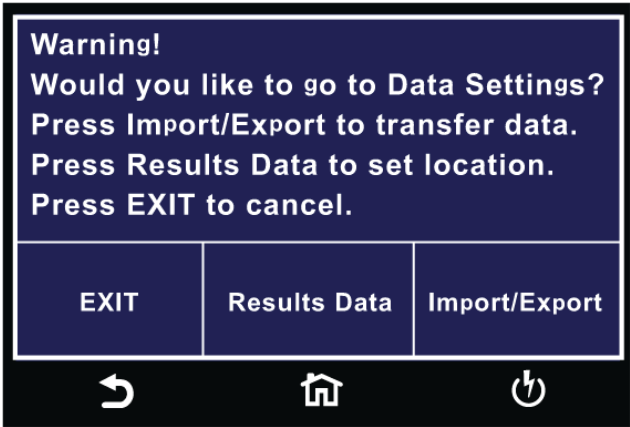 Warning!
Would you like to go to Data Settings?
Press Import/Export to transfer data.
Press Results Data to set location.
Press EXIT to cancel.
EXIT
Results Data
Import/Export